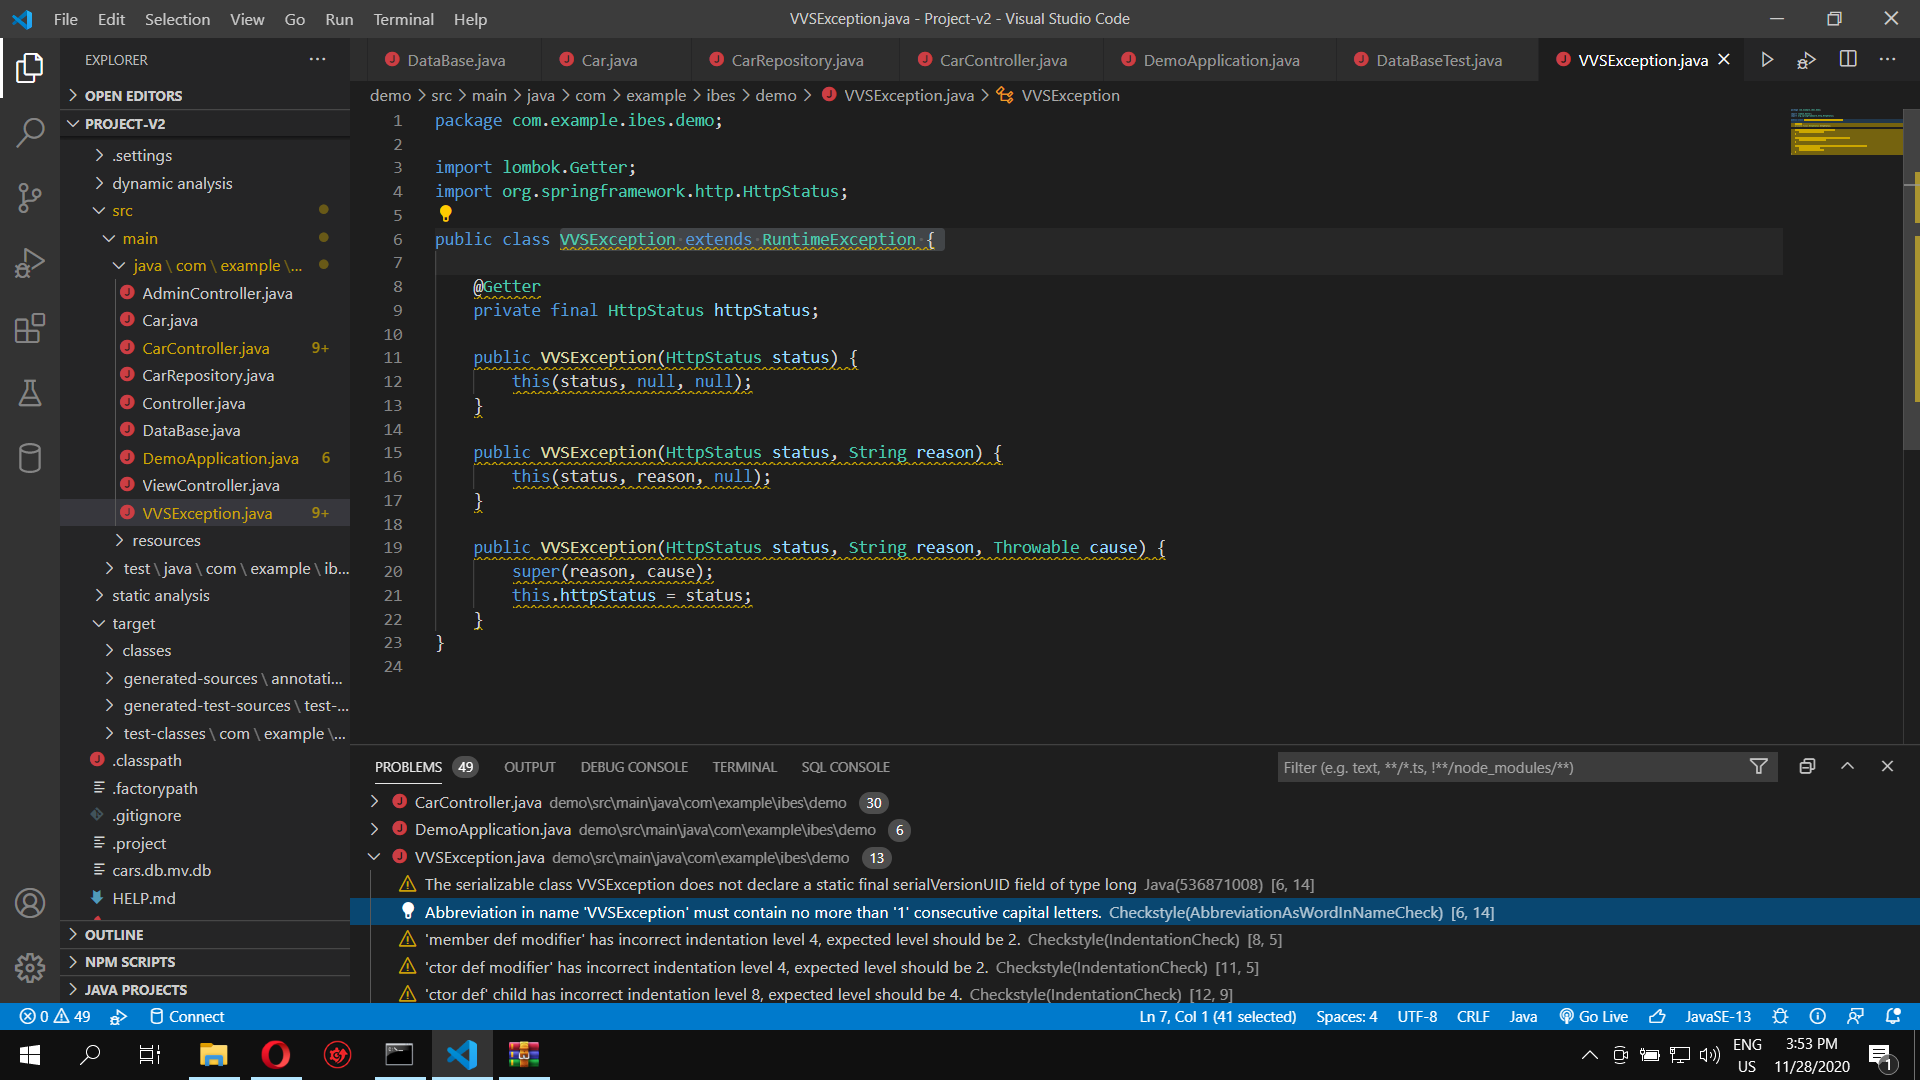 File Edit Selection View Go Run Terminal Help
VVSException.java - Project-v2 - Visual Studio Code
EXPLORER
OPEN EDITORS
PROJECT-V2
.settings
dynamic analysis
src
main
java\com\example\...
AdminController.java
Car.java
CarController.java 9+
CarRepository.java
Controller.java
DataBase.java
DemoApplication.java 6
ViewController.java
VVSException.java 9+
resources
test\java\com\example\ib...
static analysis
target
classes
generated-sources\annotati...
generated-test-sources\test-...
test-classes\com\example\...
.classpath
.factorypath
.gitignore
.project
cars.db.mv.db
HELP.md
OUTLINE
NPM SCRIPTS
JAVA PROJECTS
DataBase.java Car.java CarRepository.java CarController.java DemoApplication.java DataBaseTest.java VVSException.java
demo > src > main > java > com > example > ibes > demo > VVSException.java > VVSException
1 package com.example.ibes.demo;
2
3 import lombok.Getter;
4 import org.springframework.http.HttpStatus;
5
6 public class VVSException extends RuntimeException {
7
8 @Getter
9 private final HttpStatus httpStatus;
10
11 public VVSException(HttpStatus status) {
12 this(status, null, null);
13 }
14
15 public VVSException(HttpStatus status, String reason) {
16 this(status, reason, null);
17 }
18
19 public VVSException(HttpStatus status, String reason, Throwable cause) {
20 super(reason, cause);
21 this.httpStatus = status;
22 }
23 }
24
PROBLEMS 49 OUTPUT DEBUG CONSOLE TERMINAL SQL CONSOLE
Filter (e.g. text, **/*.ts, !**/node_modules/**)
CarController.java demo\src\main\java\com\example\ibes\demo 30
DemoApplication.java demo\src\main\java\com\example\ibes\demo 6
VVSException.java demo\src\main\java\com\example\ibes\demo 13
The serializable class VVSException does not declare a static final serialVersionUID field of type long Java(536871008) [6, 14]
Abbreviation in name 'VVSException' must contain no more than '1' consecutive capital letters. Checkstyle(AbbreviationAsWordInNameCheck) [6, 14]
'member def modifier' has incorrect indentation level 4, expected level should be 2. Checkstyle(IndentationCheck) [8, 5]
'ctor def modifier' has incorrect indentation level 4, expected level should be 2. Checkstyle(IndentationCheck) [11, 5]
'ctor def' child has incorrect indentation level 8, expected level should be 4. Checkstyle(IndentationCheck) [12, 9]
0 49 Connect
Ln 7, Col 1 (41 selected) Spaces: 4 UTF-8 CRLF Java Go Live JavaSE-13
ENG
US
3:53 PM
11/28/2020
1